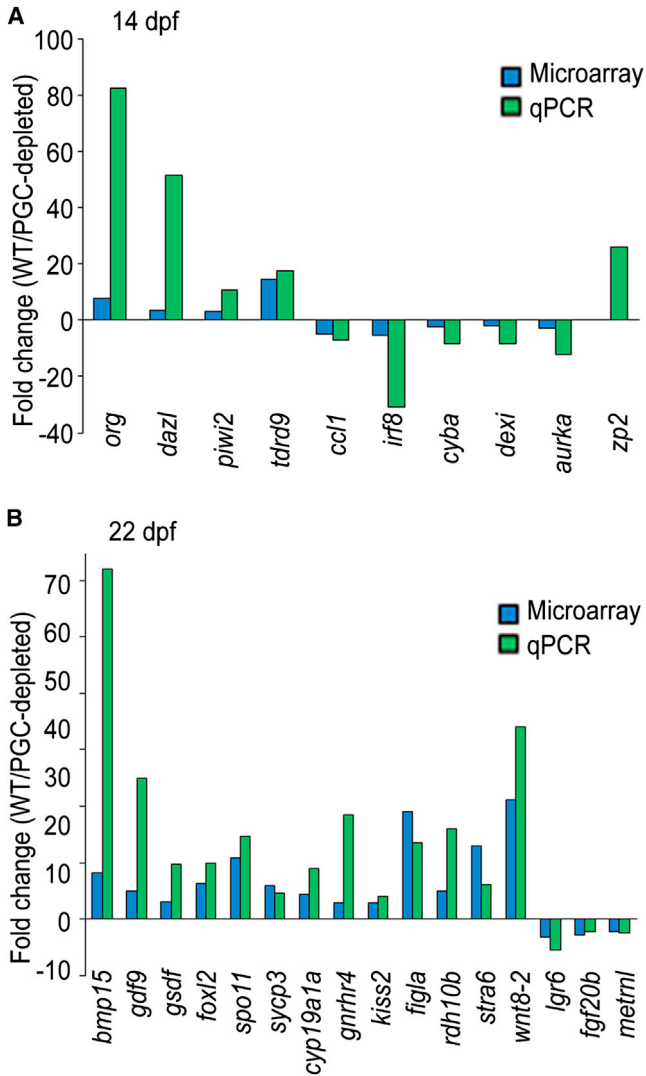 A
14 dpf
Fold change (WT/PGC-depleted)
100
80
60
40
20
0
-20
-40
Microarray
qPCR
org
dazl
piwi2
tdrd9
ccl1
irf8
cyba
dexi
aurka
zp2
B
22 dpf
Fold change (WT/PGC-depleted)
70
60
50
40
30
20
10
0
-10
Microarray
qPCR
bmp15
gdf9
gsdf
foxl2
spo11
sycp3
cyp19a1a
gnrhr4
kiss2
figla
rdh10b
stra6
wnt8-2
lgr6
fgf20b
metrnl